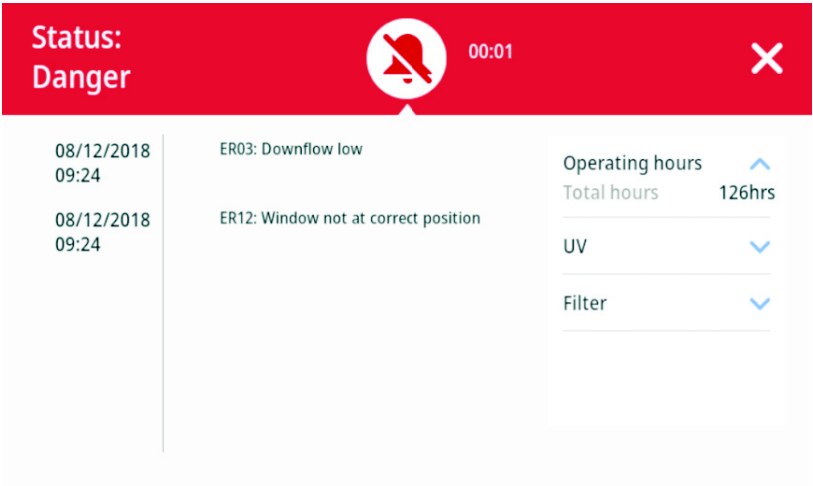 Status:
Danger
00:01
08/12/2018
09:24
ER03: Downflow low
08/12/2018
09:24
ER12: Window not at correct position
Operating hours
Total hours 126hrs
UV
Filter